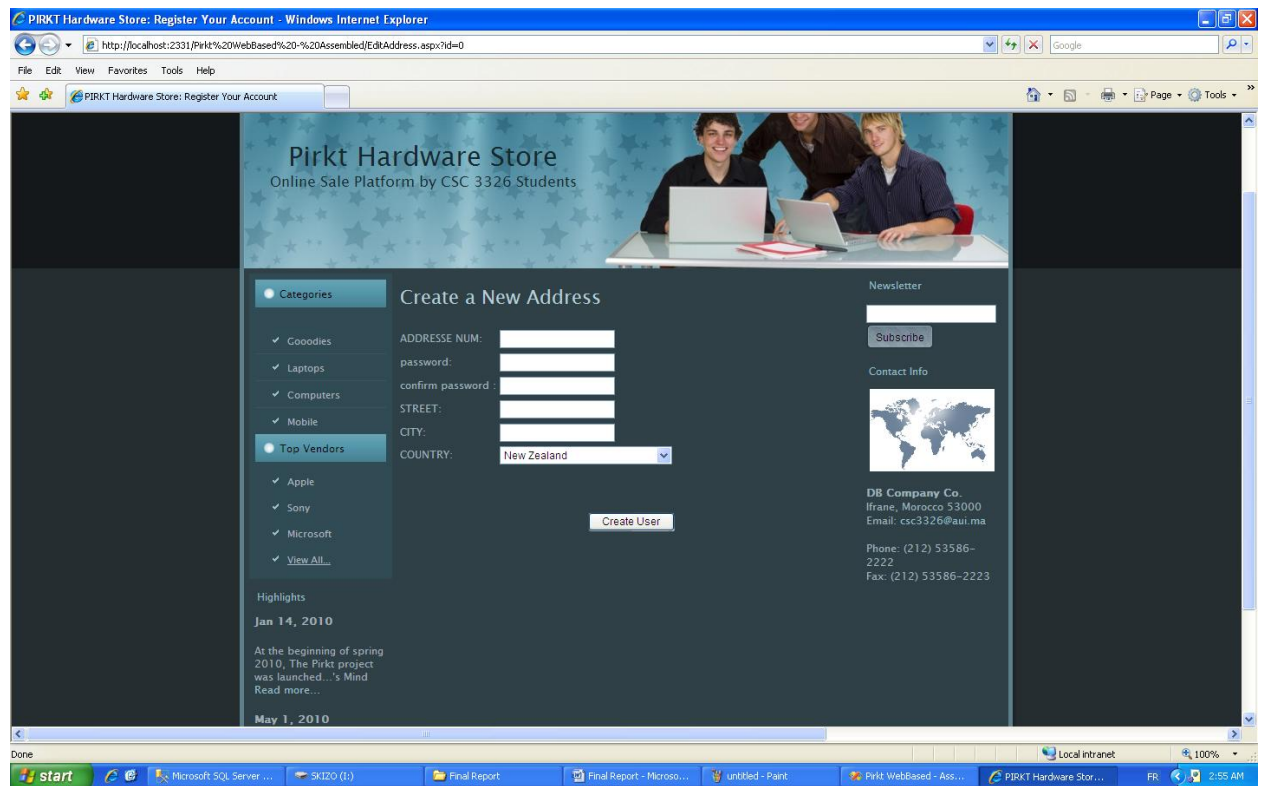 PIRKT Hardware Store: Register Your Account - Windows Internet Explorer
http://localhost:2331/Pirkt%20WebBased%20-%20Assembled/EditAddress.aspx?id=0
Google
File Edit View Favorites Tools Help
PIRKT Hardware Store: Register Your Account
Page Tools
Pirkt Hardware Store
Online Sale Platform by CSC 3326 Students
Categories
Gooodies
Laptops
Computers
Mobile
Top Vendors
Apple
Sony
Microsoft
View All...
Highlights
Jan 14, 2010
At the beginning of spring
2010, The Pirkt project
was launched...'s Mind
Read more...
May 1, 2010
Create a New Address
ADDRESSE NUM:
password:
confirm password :
STREET:
CITY:
COUNTRY: New Zealand
Create User
Newsletter
Subscribe
Contact Info
DB Company Co.
Ifrane, Morocco 53000
Email: csc3326@aui.ma
Phone: (212) 53586-
2222
Fax: (212) 53586-2223
Done
Local intranet
100%
start
Microsoft SQL Server ...
SKIZO (I:)
Final Report
Final Report - Microso...
untitled - Paint
Pirkt WebBased - Ass...
PIRKT Hardware Stor...
FR
2:55 AM